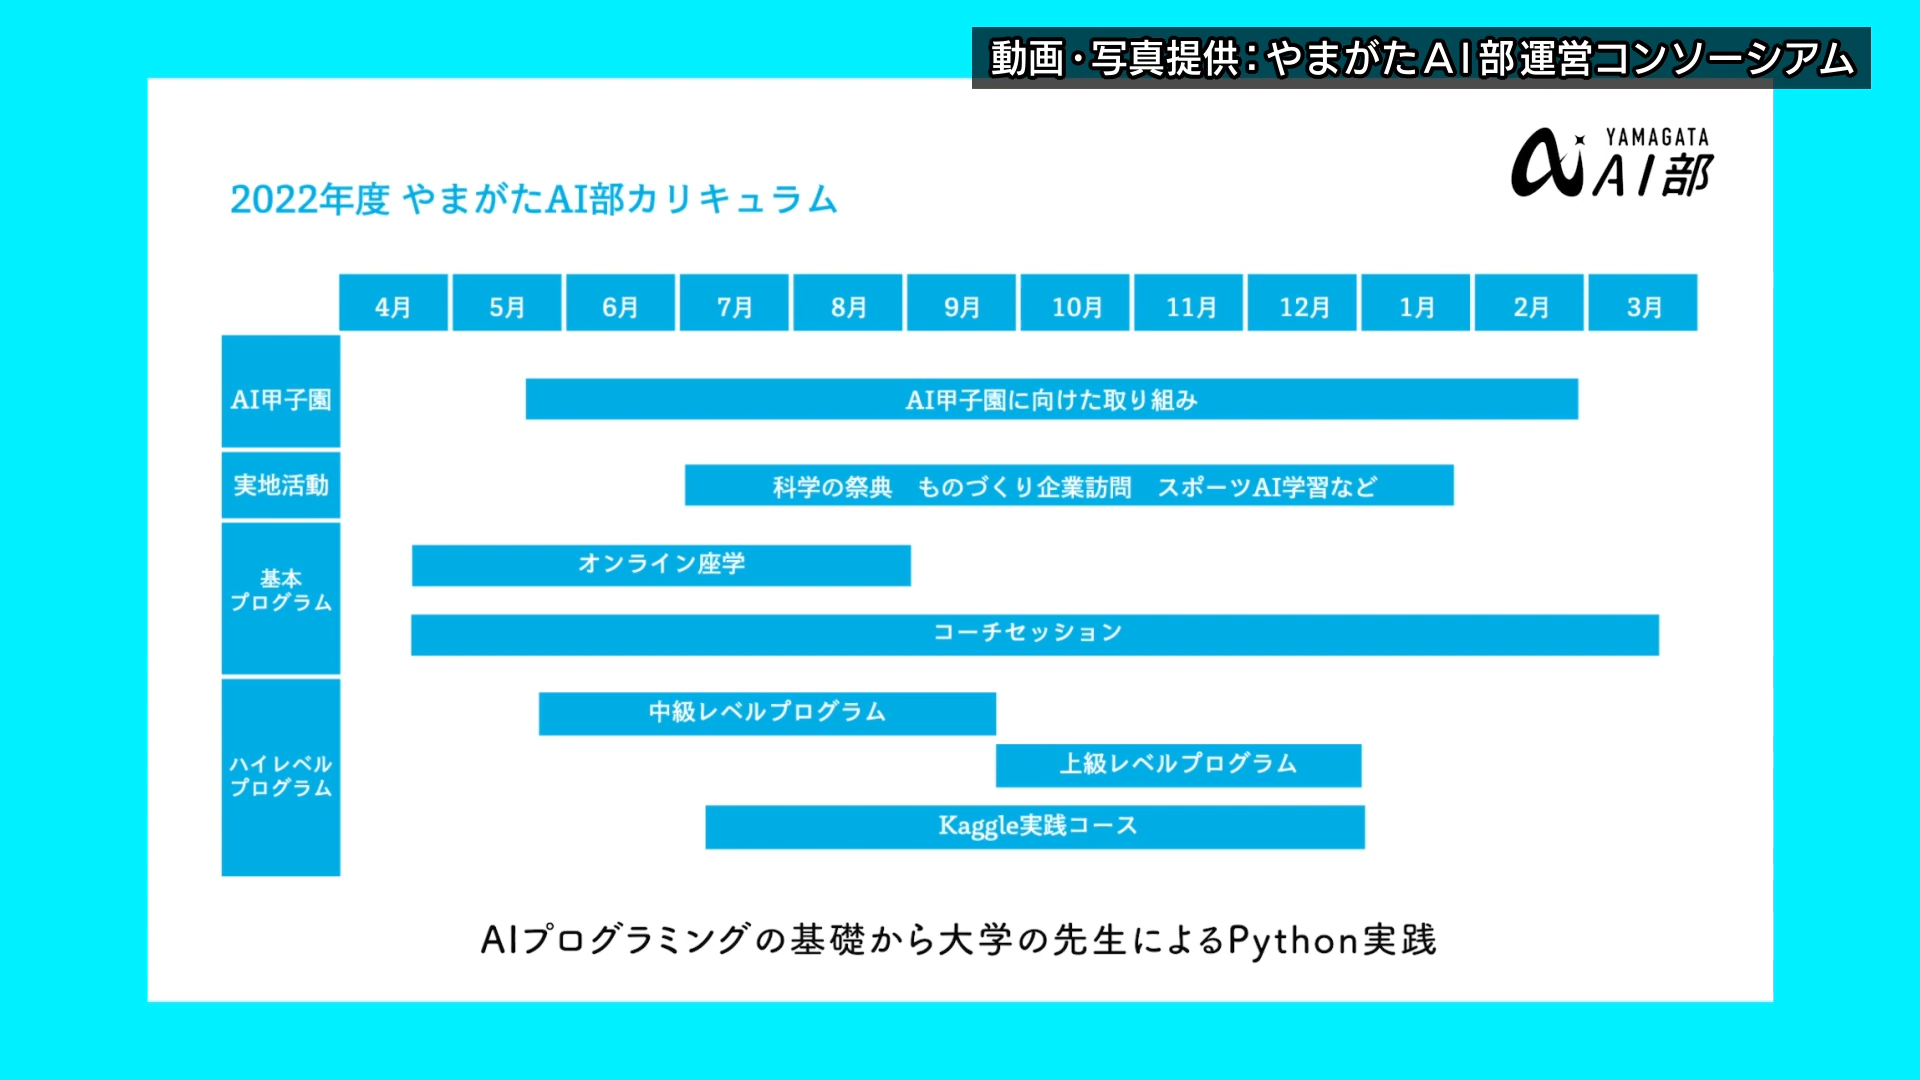 動画・写真提供：やまがたAI部運営コンソーシアム
YAMAGATA
AI部
2022年度 やまがたAI部カリキュラム
4月 5月 6月 7月 8月 9月 10月 11月 12月 1月 2月 3月
AI甲子園
AI甲子園に向けた取り組み
実地活動
科学の祭典　ものづくり企業訪問　スポーツAI学習など
基本
プログラム
オンライン座学
コーチセッション
ハイレベル
プログラム
中級レベルプログラム
上級レベルプログラム
Kaggle実践コース
AIプログラミングの基礎から大学の先生によるPython実践